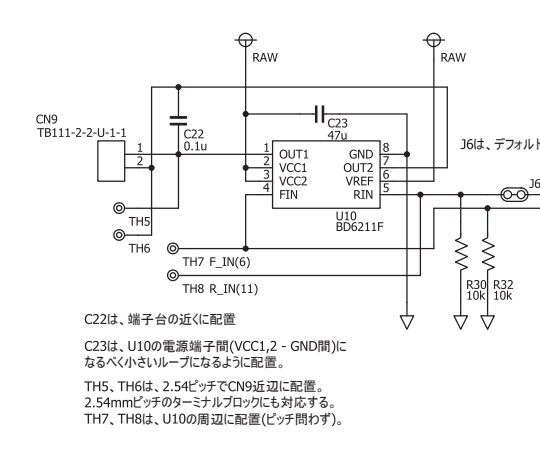 RAW
RAW
CN9
TB111-2-2-U-1-1
1
2
C22
0.1u
C23
47u
J6は、デフォルト
1
2
3
4
OUT1
VCC1
VCC2
FIN
GND
OUT2
VREF
RIN
8
7
6
5
J6
U10
BD6211F
TH5
TH6
TH7 F_IN(6)
TH8 R_IN(11)
R30
10k
R32
10k
C22は、端子台の近くに配置
C23は、U10の電源端子間(VCC1,2 - GND間)に
なるべく小さいループになるように配置。
TH5、TH6は、2.54ピッチでCN9近辺に配置。
2.54mmピッチのターミナルブロックにも対応する。
TH7、TH8は、U10の周辺に配置(ピッチ問わず)。